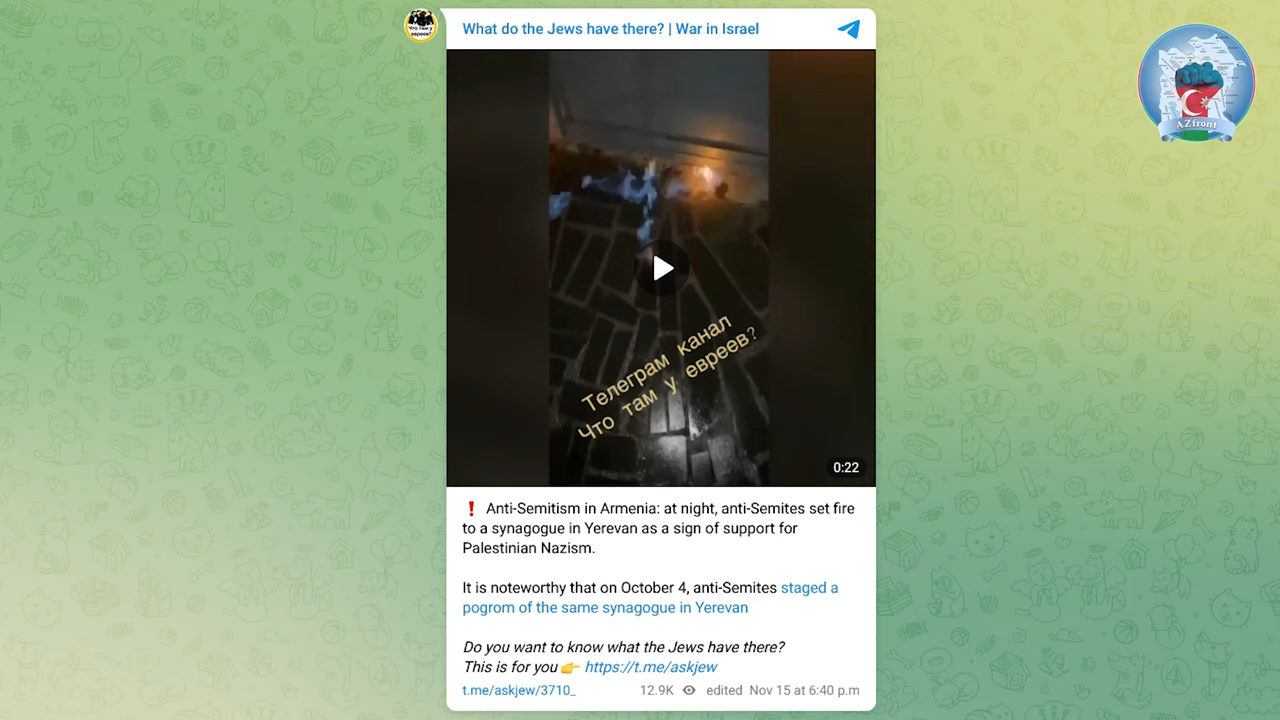 Что там у
евреев?
What do the Jews have there? | War in Israel
AZfront
Телеграм канал
Что там у евреев?
0:22
❗ Anti-Semitism in Armenia: at night, anti-Semites set fire
to a synagogue in Yerevan as a sign of support for
Palestinian Nazism.
It is noteworthy that on October 4, anti-Semites staged a
pogrom of the same synagogue in Yerevan
Do you want to know what the Jews have there?
This is for you👉 https://t.me/askjew
t.me/askjew/3710_ 12.9K edited Nov 15 at 6:40 p.m